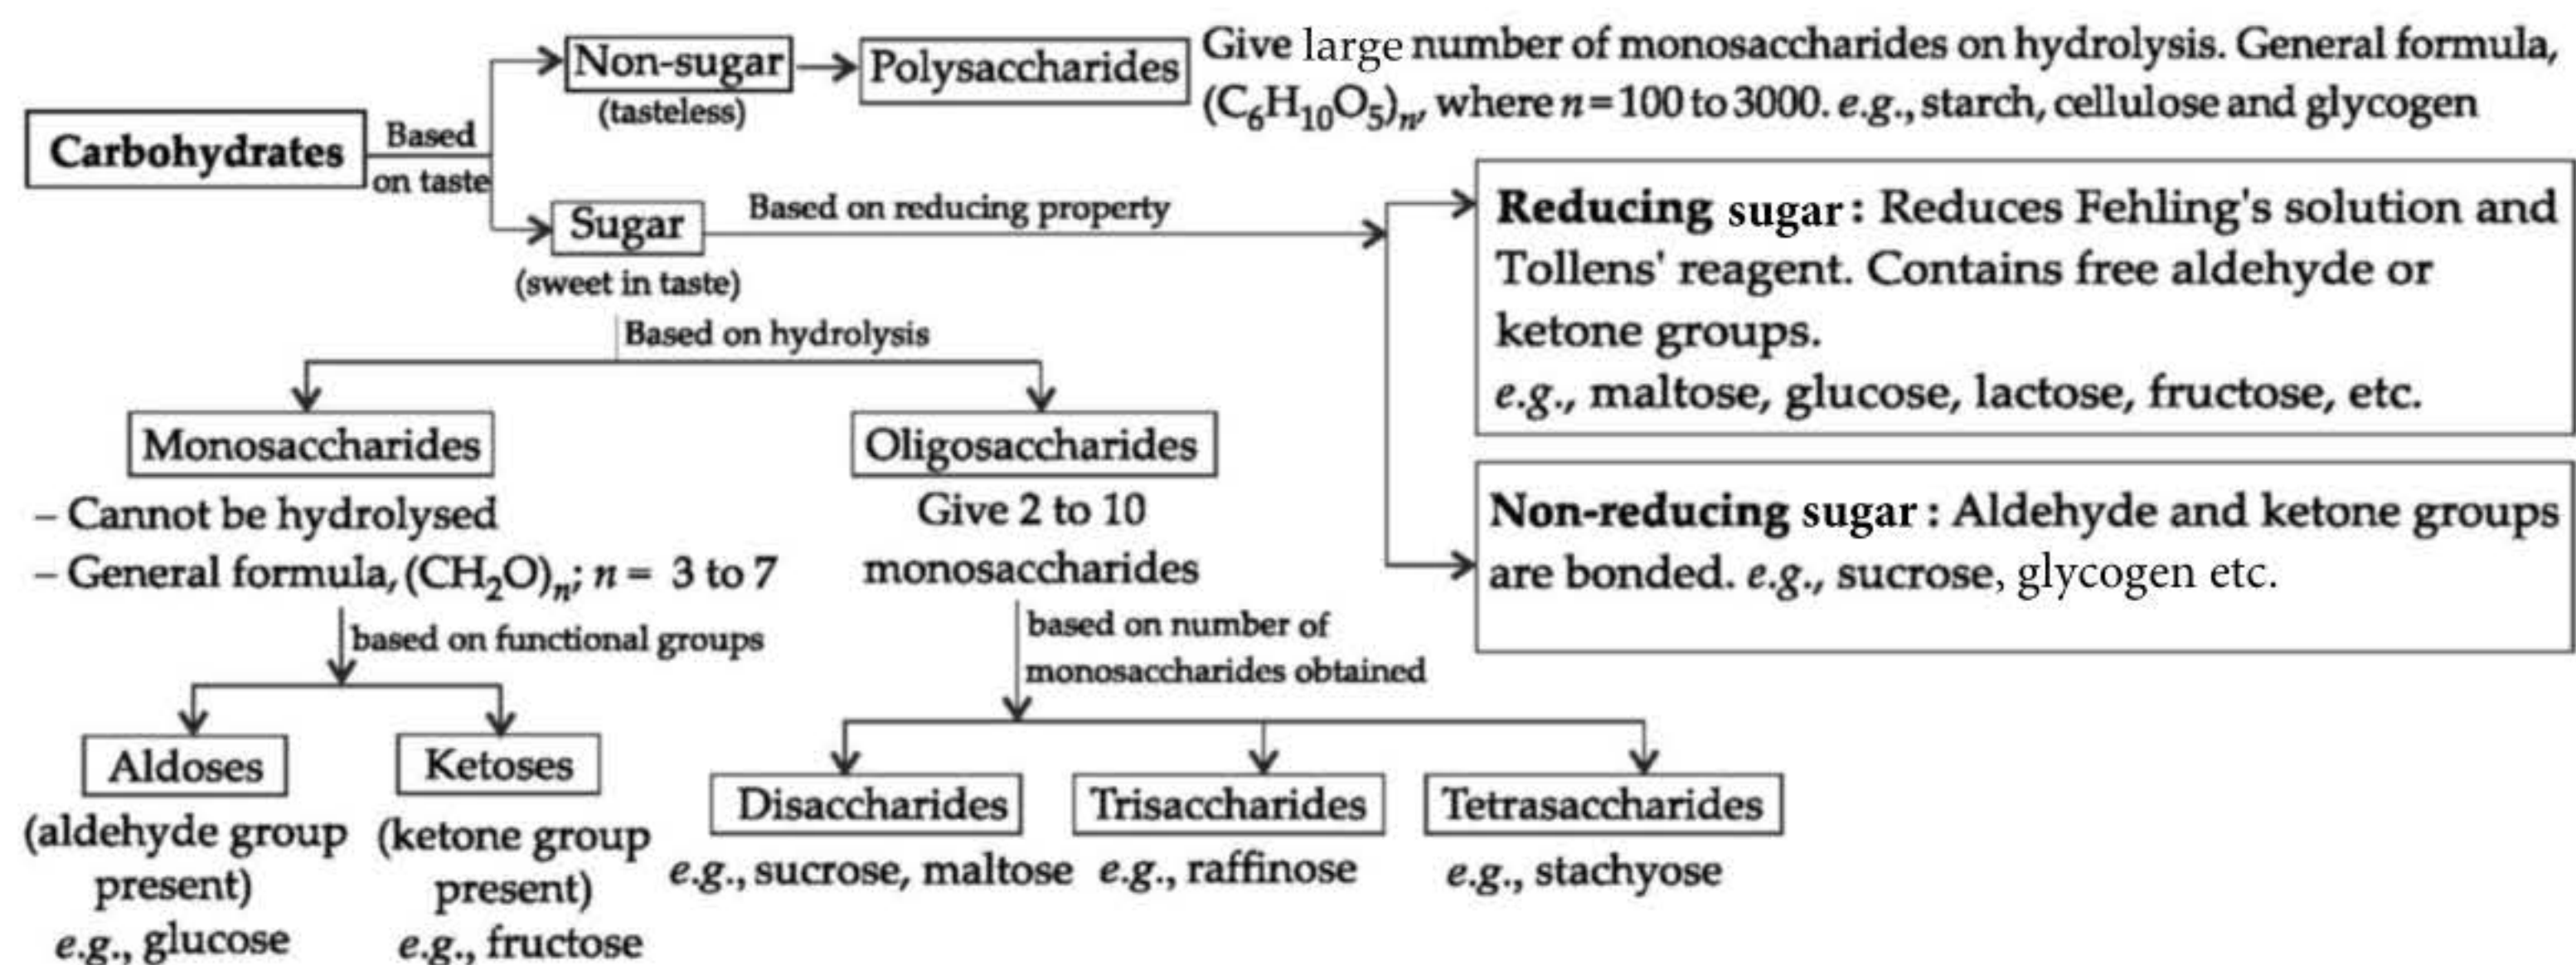 Carbohydrates
Based
on taste
Non-sugar
(tasteless)
Polysaccharides
Give large number of monosaccharides on hydrolysis. General formula,
(C₆H₁₀O₅)ₙ, where n=100 to 3000. e.g., starch, cellulose and glycogen
Sugar
(sweet in taste)
Based on reducing property
Reducing sugar : Reduces Fehling's solution and
Tollens' reagent. Contains free aldehyde or
ketone groups.
e.g., maltose, glucose, lactose, fructose, etc.
Non-reducing sugar : Aldehyde and ketone groups
are bonded. e.g., sucrose, glycogen etc.
Based on hydrolysis
Monosaccharides
– Cannot be hydrolysed
– General formula, (CH₂O)ₙ; n = 3 to 7
based on functional groups
Aldoses
(aldehyde group
present)
e.g., glucose
Ketoses
(ketone group
present)
e.g., fructose
Oligosaccharides
Give 2 to 10
monosaccharides
based on number of
monosaccharides obtained
Disaccharides
e.g., sucrose, maltose
Trisaccharides
e.g., raffinose
Tetrasaccharides
e.g., stachyose